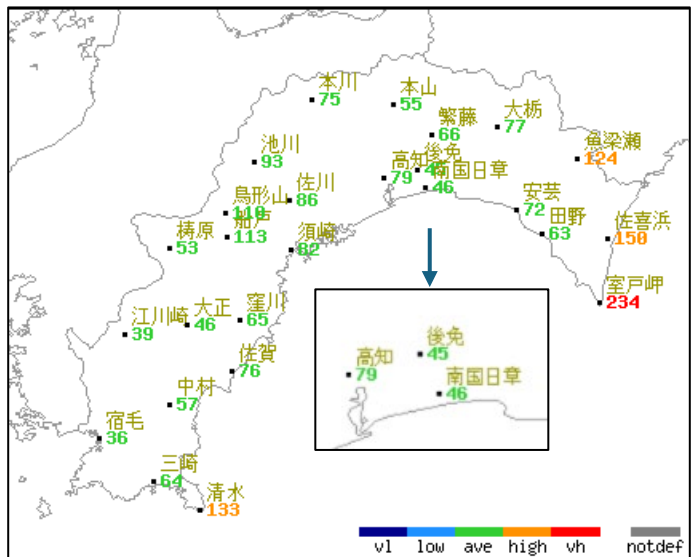 本川
75
本山
55
繁藤
66
大栃
77
魚梁瀬
124
池川
93
高知
79
後免
南国日章
46
佐川
86
鳥形山
110
船戸
113
安芸
72
田野
63
佐喜浜
150
梼原
53
須崎
82
室戸岬
234
江川崎
39
大正
46
窪川
65
佐賀
76
後免
45
高知
79
南国日章
46
中村
57
宿毛
36
三崎
64
清水
133
vl low ave high vh notdef